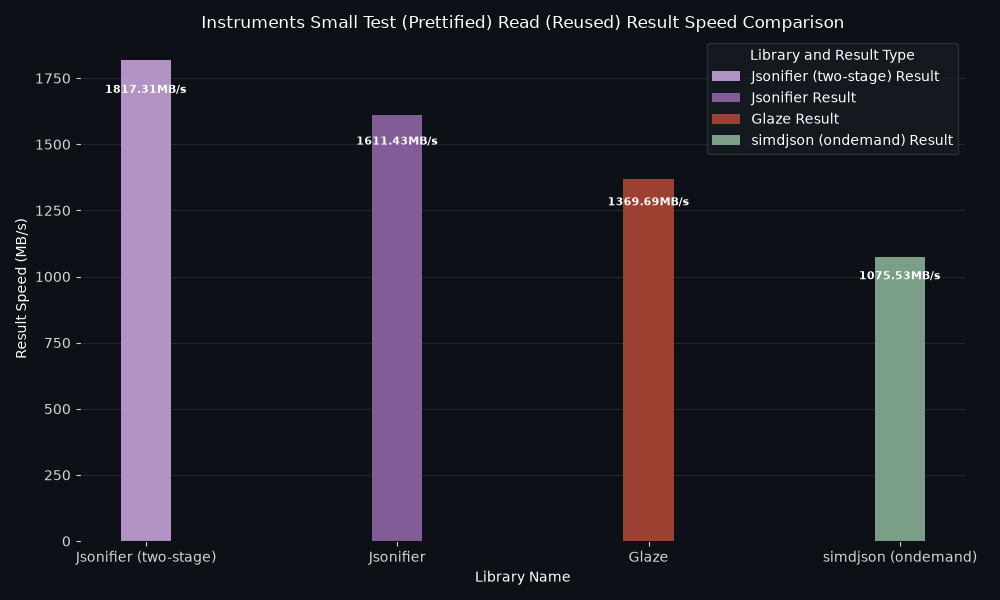 Instruments Small Test (Prettified) Read (Reused) Result Speed Comparison
Library and Result Type
Jsonifier (two-stage) Result
Jsonifier Result
Glaze Result
simdjson (ondemand) Result
Result Speed (MB/s)
1750
1500
1250
1000
750
500
250
0
1817.31MB/s
1611.43MB/s
1369.69MB/s
1075.53MB/s
Jsonifier (two-stage)
Jsonifier
Glaze
simdjson (ondemand)
Library Name